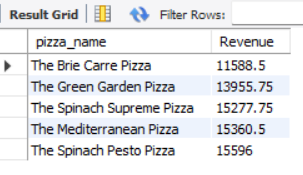 Result Grid Filter Rows:
pizza_name Revenue
The Brie Carre Pizza 11588.5
The Green Garden Pizza 13955.75
The Spinach Supreme Pizza 15277.75
The Mediterranean Pizza 15360.5
The Spinach Pesto Pizza 15596